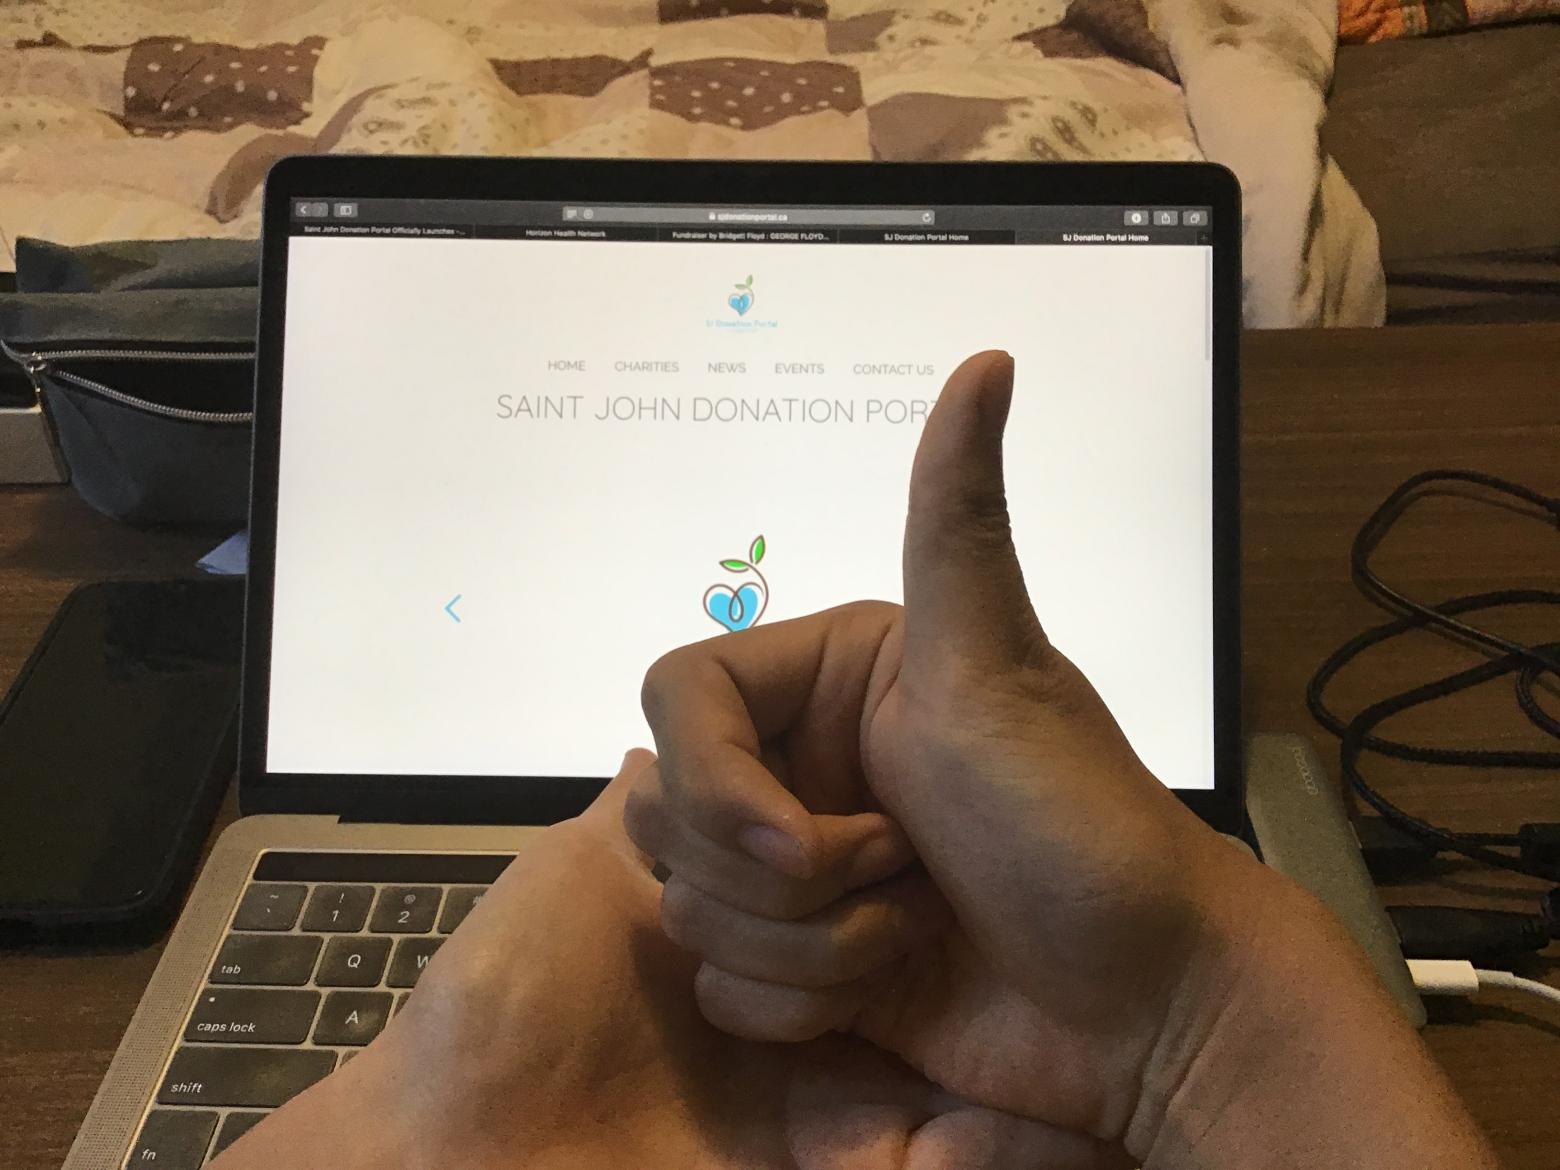 sjdonationportal.ca
Saint John Donation Portal Officially Launches -...
Horizon Health Network
Fundraiser by Bridgett Floyd : GEORGE FLOYD...
SJ Donation Portal Home
SJ Donation Portal Home
SJ Donation Portal
HOME CHARITIES NEWS EVENTS CONTACT US
SAINT JOHN DONATION POR
~
`
!
1
@
2
tab
Q
W
caps lock
A
shift
fn